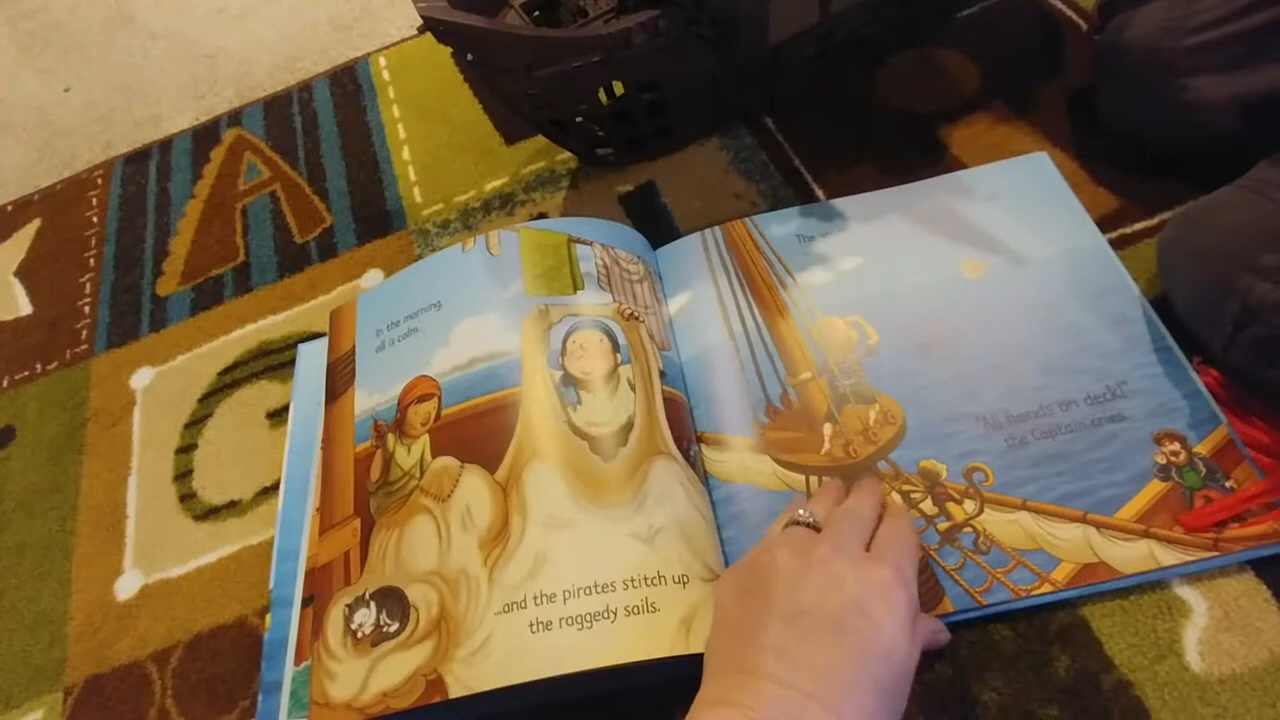 A
C
In the morning,
all is calm...
...and the pirates stitch up
the raggedy sails.
The
"All hands on deck!"
the Captain cries.